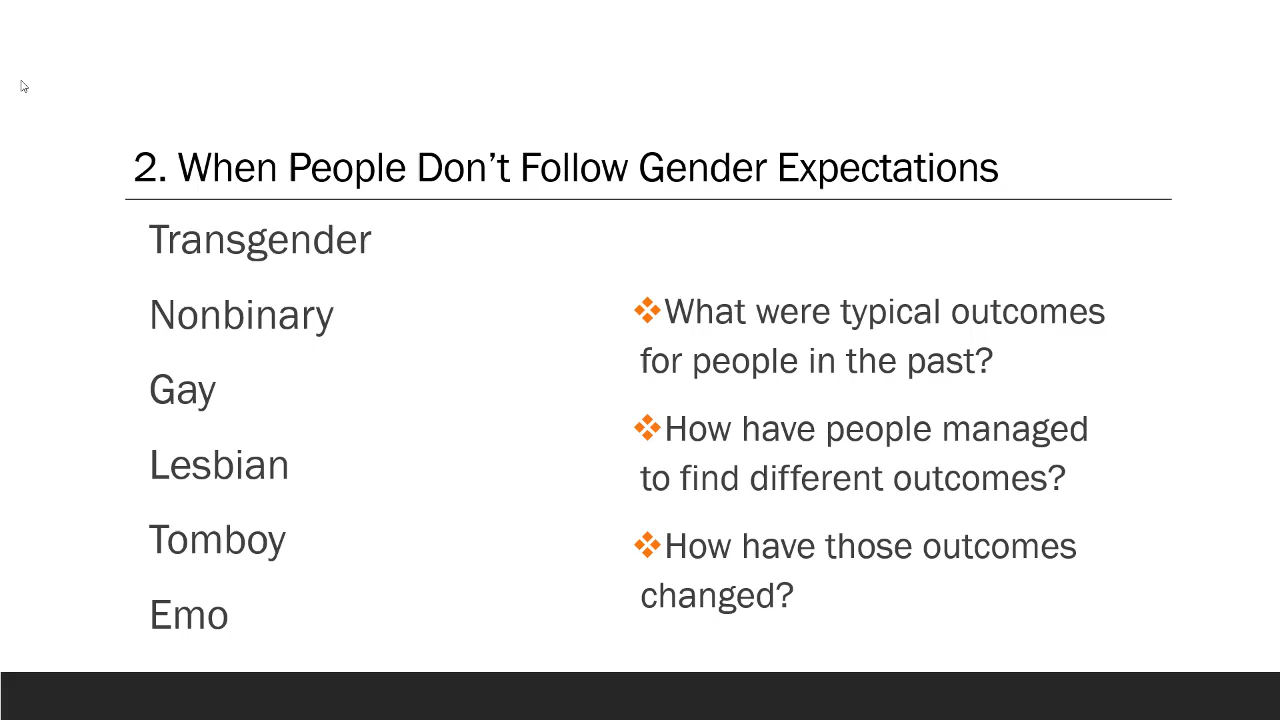 2. When People Don’t Follow Gender Expectations
Transgender
Nonbinary
Gay
Lesbian
Tomboy
Emo
❖What were typical outcomes
for people in the past?
❖How have people managed
to find different outcomes?
❖How have those outcomes
changed?